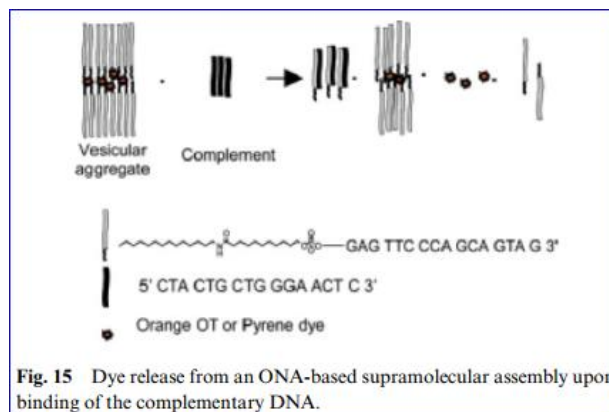 Vesicular
aggregate
Complement
N
H
O
O
GAG TTC CCA GCA GTA G 3'
5' CTA CTG CTG GGA ACT C 3'
Orange OT or Pyrene dye
Fig. 15 Dye release from an ONA-based supramolecular assembly upon
binding of the complementary DNA.